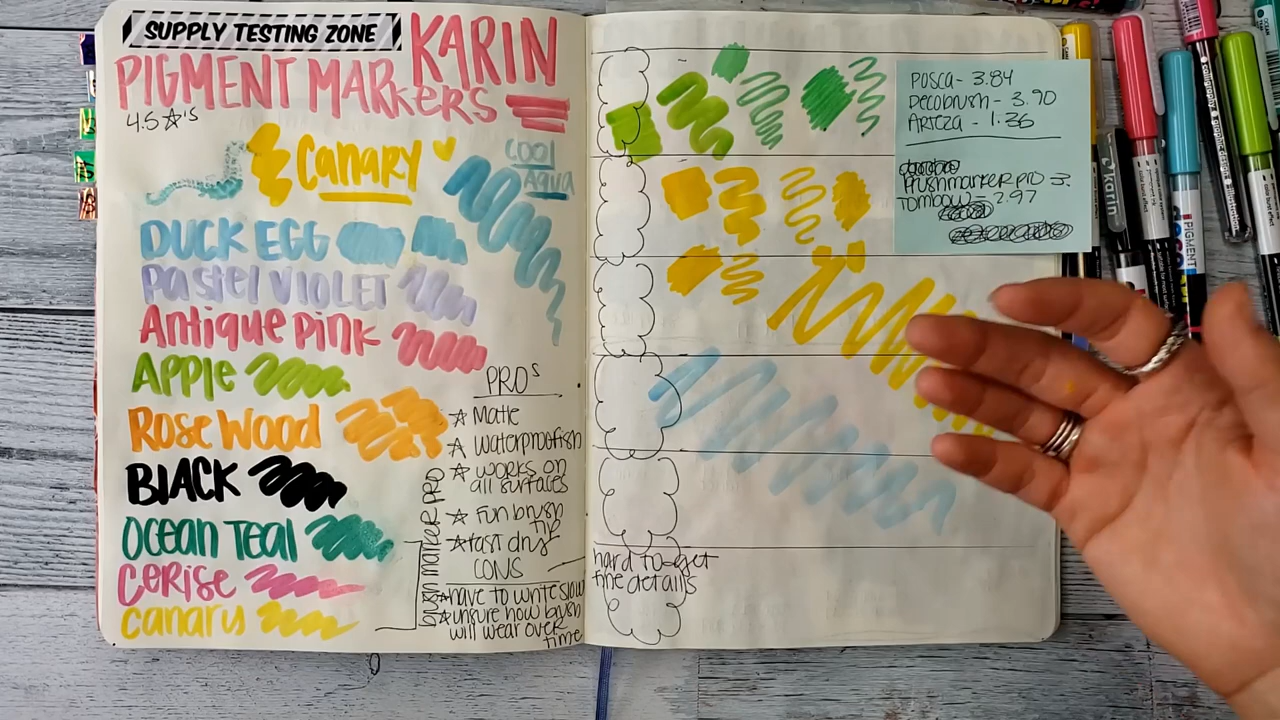 SUPPLY TESTING ZONE
KARIN
PIGMENT MARKERS
4.5☆'S
Canary
COOL
Aqua
DUCK EGG
Pastel VIOLET
Antique Pink
Apple
Rose Wood
BLACK
OCEAN Teal
Cerise
Canary
brush marker PRO
PROS
☆ Matte
☆ waterproofish
☆ works on
all surfaces
☆ Fun brush
tip
☆ fast dry
CONS
☆have to write slow
☆unsure how brush
will wear over
time
hard to get
fine details
POSCA- 3.84
Decobrush- 3.90
Arteza - 1.36
Brushmarker pro 3.
Tombow - 2.97
karin
PIGMENT